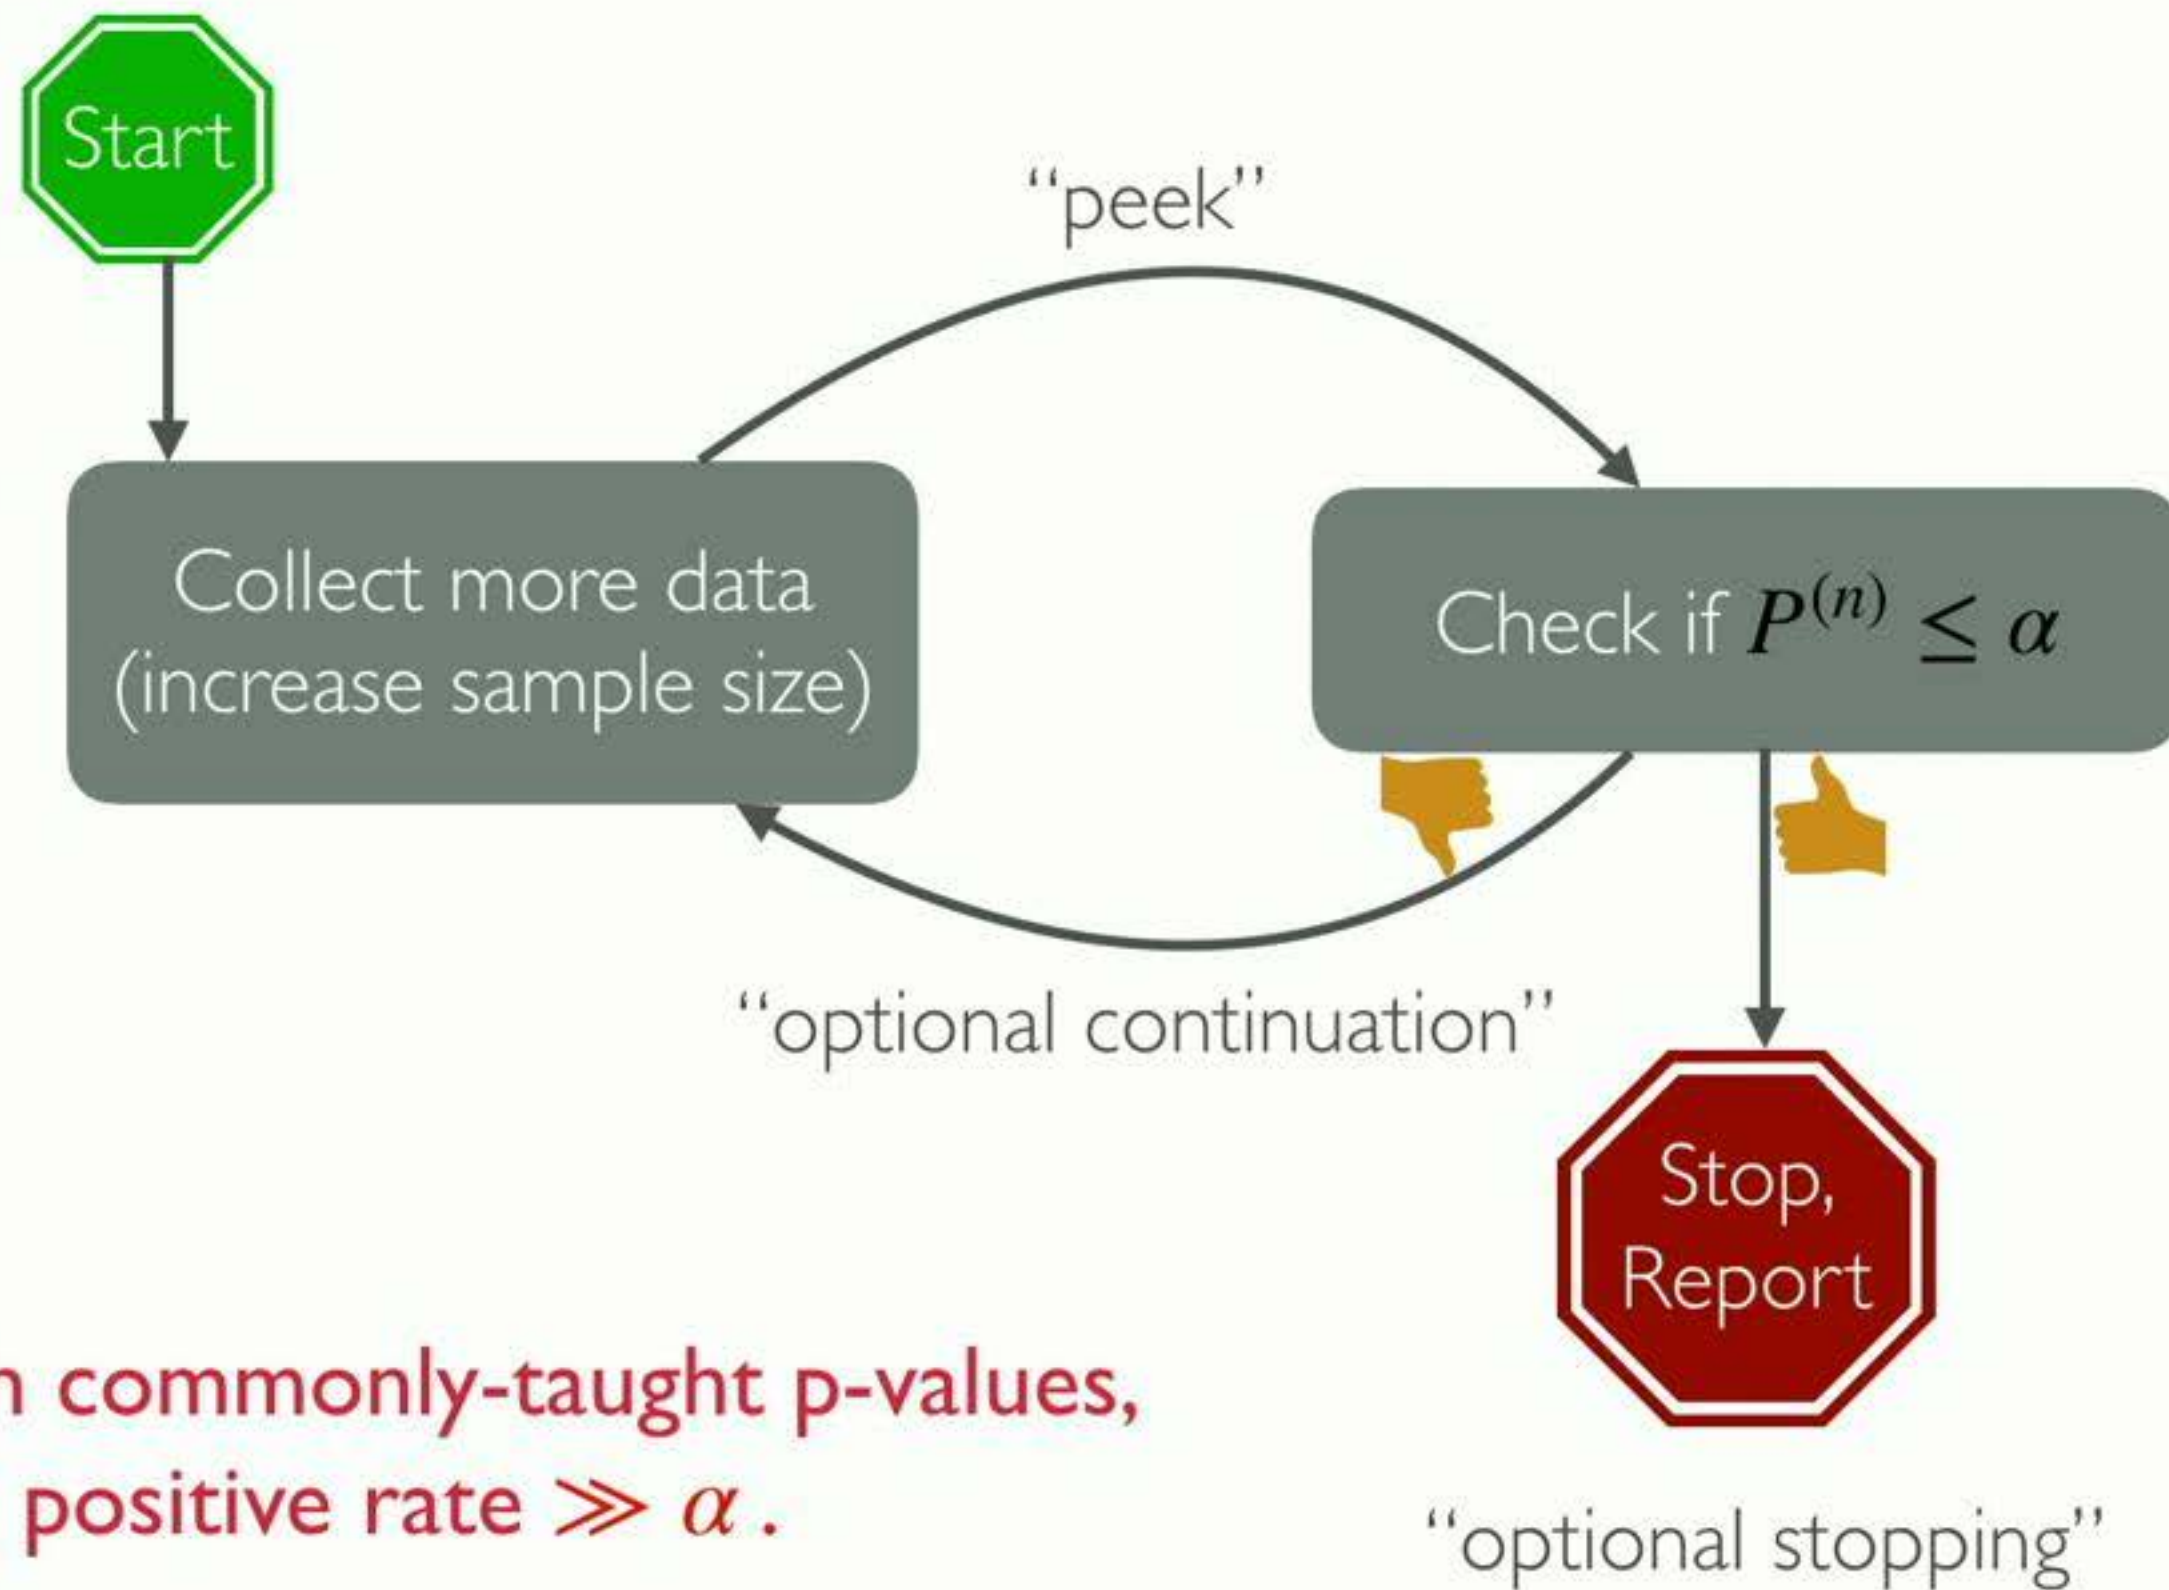 Start
“peek”
Collect more data
(increase sample size)
Check if P⁽ⁿ⁾ ≤ α
“optional continuation”
Stop,
Report
commonly-taught p-values,
positive rate ≫ α .
“optional stopping”